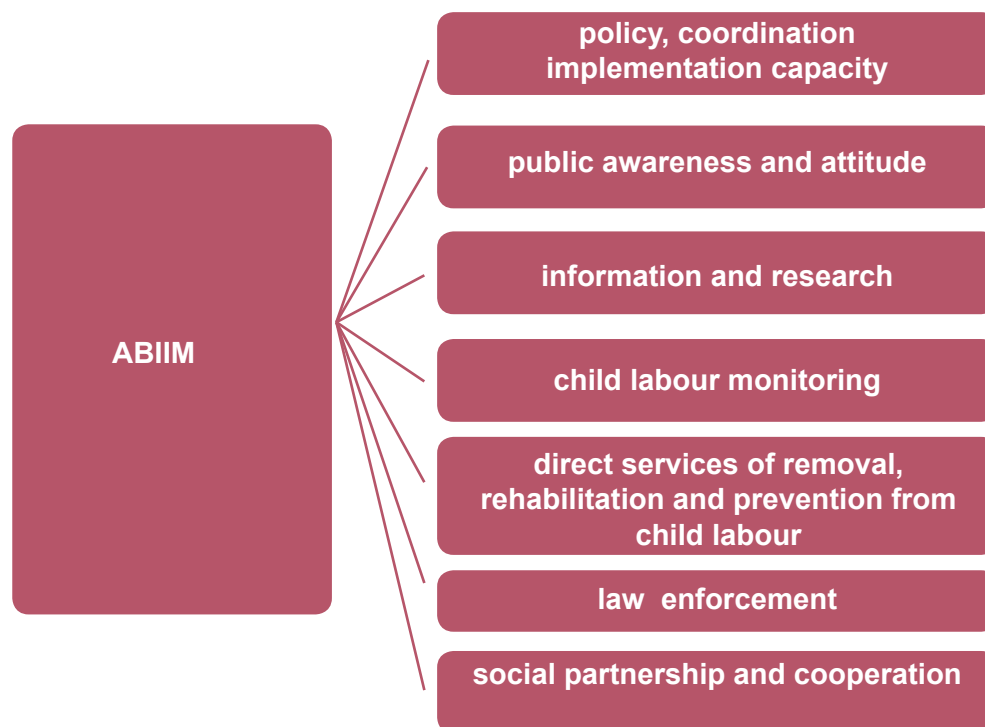 policy, coordination
implementation capacity
public awareness and attitude
information and research
ABIIM
child labour monitoring
direct services of removal,
rehabilitation and prevention from
child labour
law enforcement
social partnership and cooperation